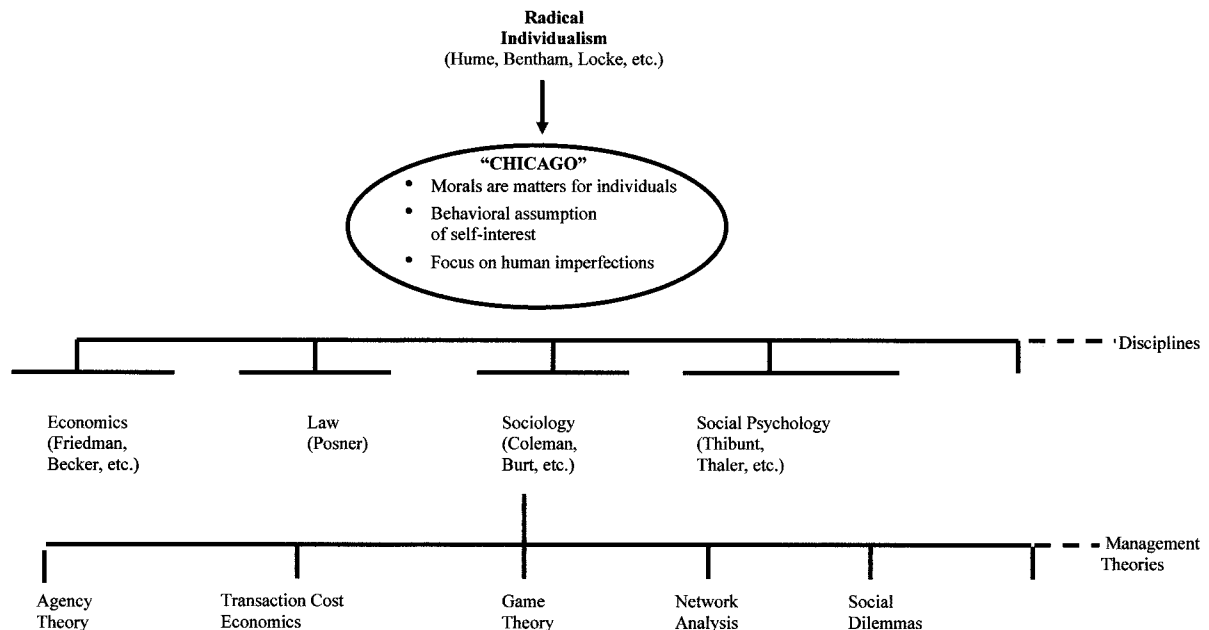 Radical
Individualism
(Hume, Bentham, Locke, etc.)
“CHICAGO”
• Morals are matters for individuals
• Behavioral assumption
of self-interest
• Focus on human imperfections
Disciplines
Economics
(Friedman,
Becker, etc.)
Law
(Posner)
Sociology
(Coleman,
Burt, etc.)
Social Psychology
(Thibunt,
Thaler, etc.)
Management
Theories
Agency
Theory
Transaction Cost
Economics
Game
Theory
Network
Analysis
Social
Dilemmas